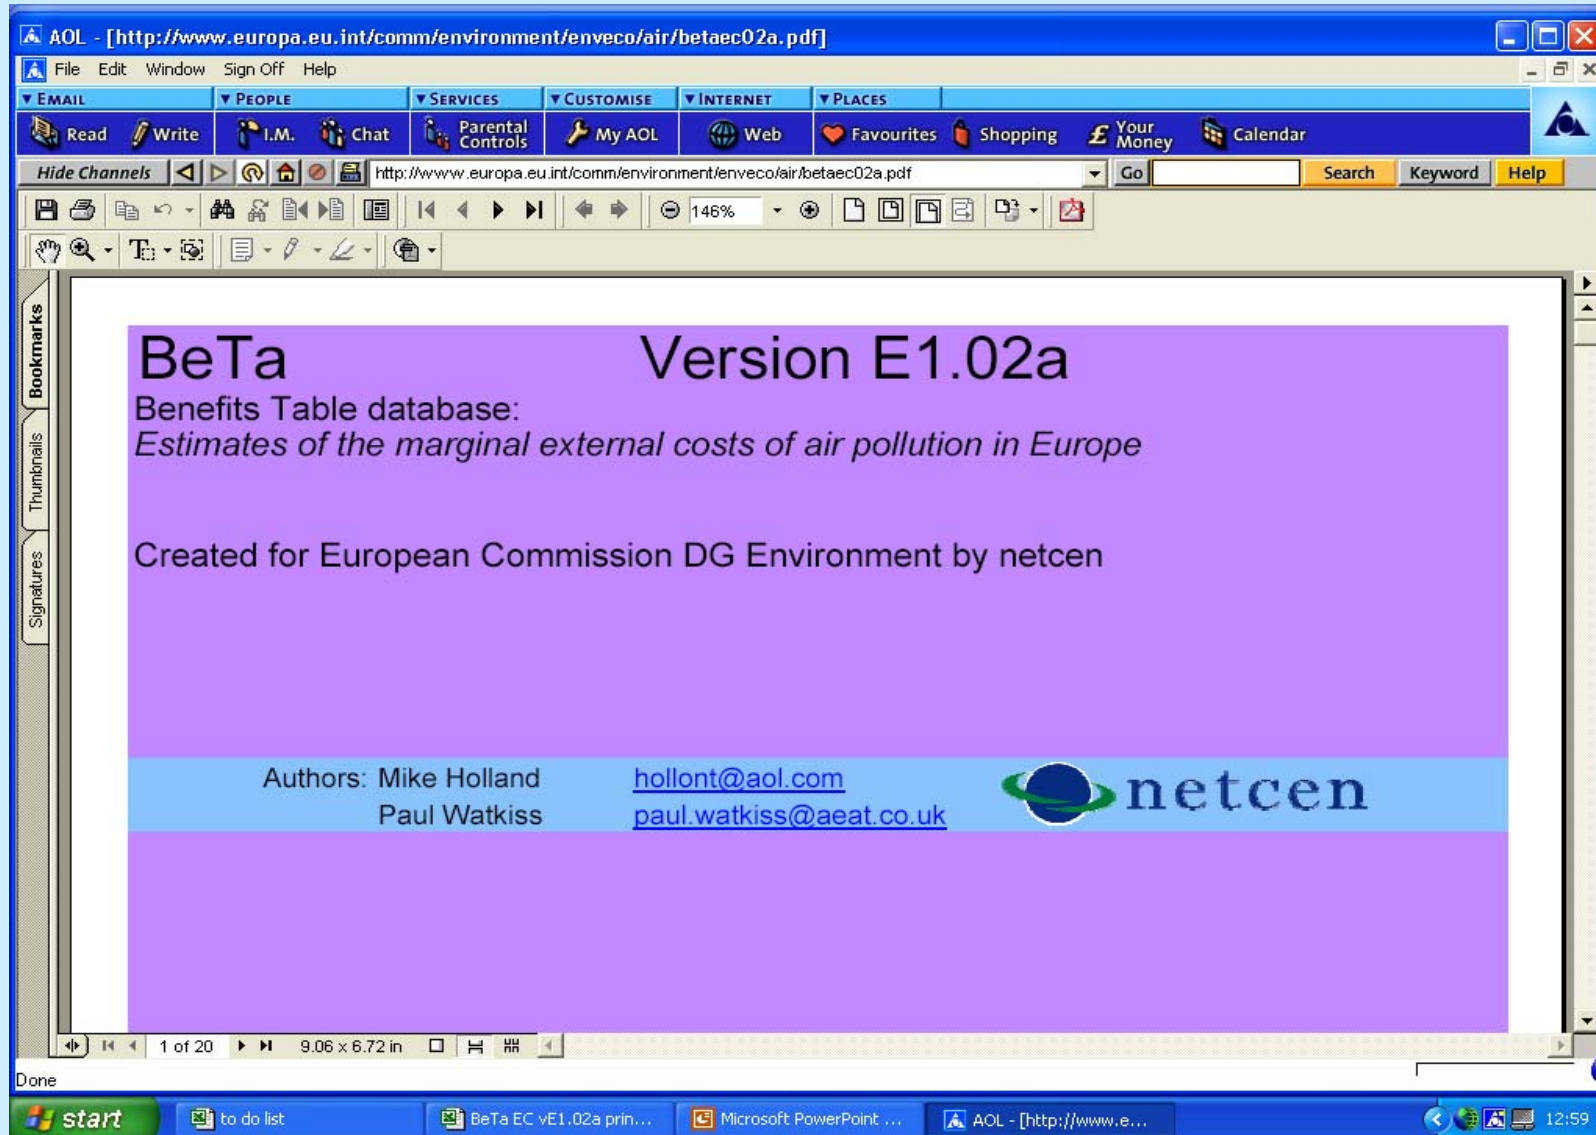 AOL - [http://www.europa.eu.int/comm/environment/enveco/air/betaec02a.pdf]
File Edit Window Sign Off Help
EMAIL PEOPLE SERVICES CUSTOMISE INTERNET PLACES
Read Write I.M. Chat Parental Controls My AOL Web Favourites Shopping Your Money Calendar
Hide Channels http://www.europa.eu.int/comm/environment/enveco/air/betaec02a.pdf Go Search Keyword Help
146%
Bookmarks
Thumbnails
Signatures
BeTa Version E1.02a
Benefits Table database:
Estimates of the marginal external costs of air pollution in Europe
Created for European Commission DG Environment by netcen
Authors: Mike Holland hollont@aol.com
Paul Watkiss paul.watkiss@aeat.co.uk
netcen
1 of 20 9.06 x 6.72 in
Done
start to do list BeTa EC vE1.02a prin... Microsoft PowerPoint ... AOL - [http://www.e... 12:59